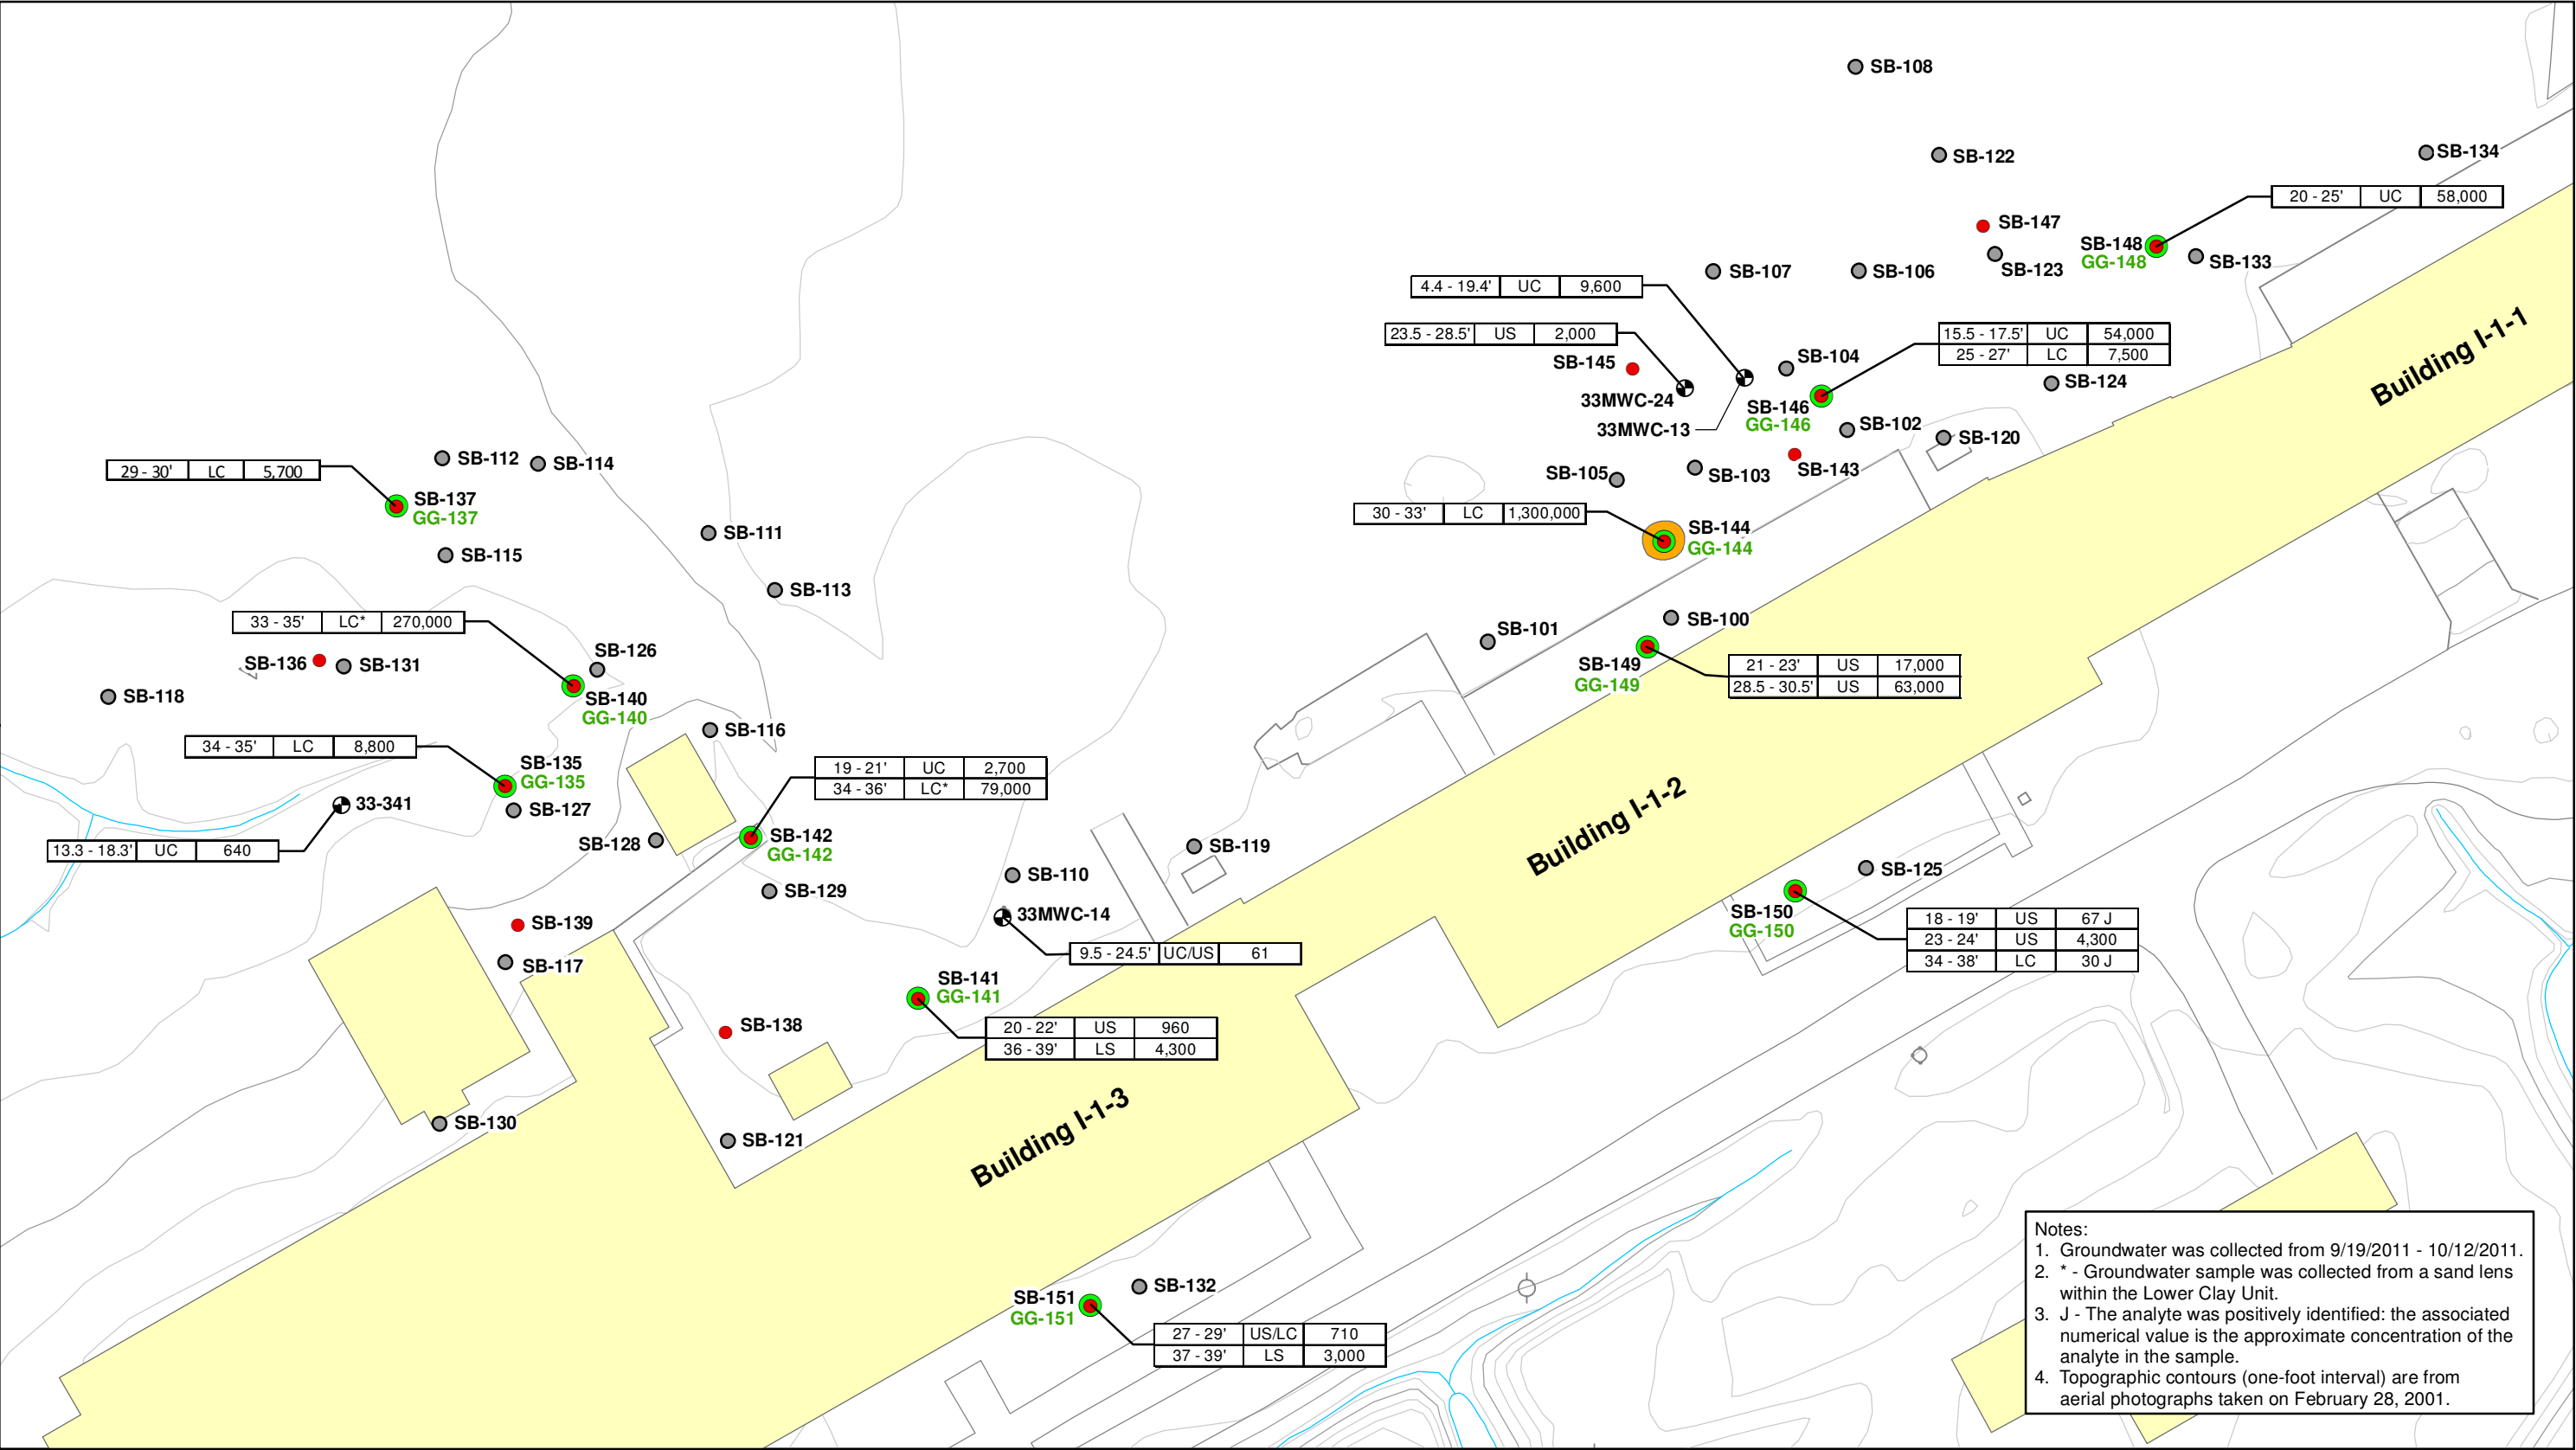 SB-108
SB-122
SB-134
20 - 25' UC 58,000
SB-147
SB-148
GG-148
SB-123
SB-133
SB-107
SB-106
4.4 - 19.4' UC 9,600
23.5 - 28.5' US 2,000
15.5 - 17.5' UC 54,000
25 - 27' LC 7,500
SB-145
SB-104
SB-124
33MWC-24
SB-146
GG-146
33MWC-13
SB-102
SB-120
Building I-1-1
SB-112
SB-114
29 - 30' LC 5,700
SB-137
GG-137
SB-105
SB-103
SB-143
30 - 33' LC 1,300,000
SB-144
GG-144
SB-111
SB-115
SB-113
33 - 35' LC* 270,000
SB-101
SB-100
SB-136
SB-131
SB-126
SB-149
GG-149
21 - 23' US 17,000
28.5 - 30.5' US 63,000
SB-118
SB-140
GG-140
SB-116
34 - 35' LC 8,800
SB-135
GG-135
19 - 21' UC 2,700
34 - 36' LC* 79,000
33-341
SB-127
13.3 - 18.3' UC 640
SB-128
SB-142
GG-142
SB-119
Building I-1-2
SB-110
SB-129
SB-125
33MWC-14
SB-150
GG-150
18 - 19' US 67 J
23 - 24' US 4,300
34 - 38' LC 30 J
SB-139
9.5 - 24.5' UC/US 61
SB-117
SB-141
GG-141
20 - 22' US 960
36 - 39' LS 4,300
SB-138
SB-130
SB-121
Building I-1-3
SB-132
SB-151
GG-151
27 - 29' US/LC 710
37 - 39' LS 3,000
Notes:
1. Groundwater was collected from 9/19/2011 - 10/12/2011.
2. * - Groundwater sample was collected from a sand lens
within the Lower Clay Unit.
3. J - The analyte was positively identified: the associated
numerical value is the approximate concentration of the
analyte in the sample.
4. Topographic contours (one-foot interval) are from
aerial photographs taken on February 28, 2001.